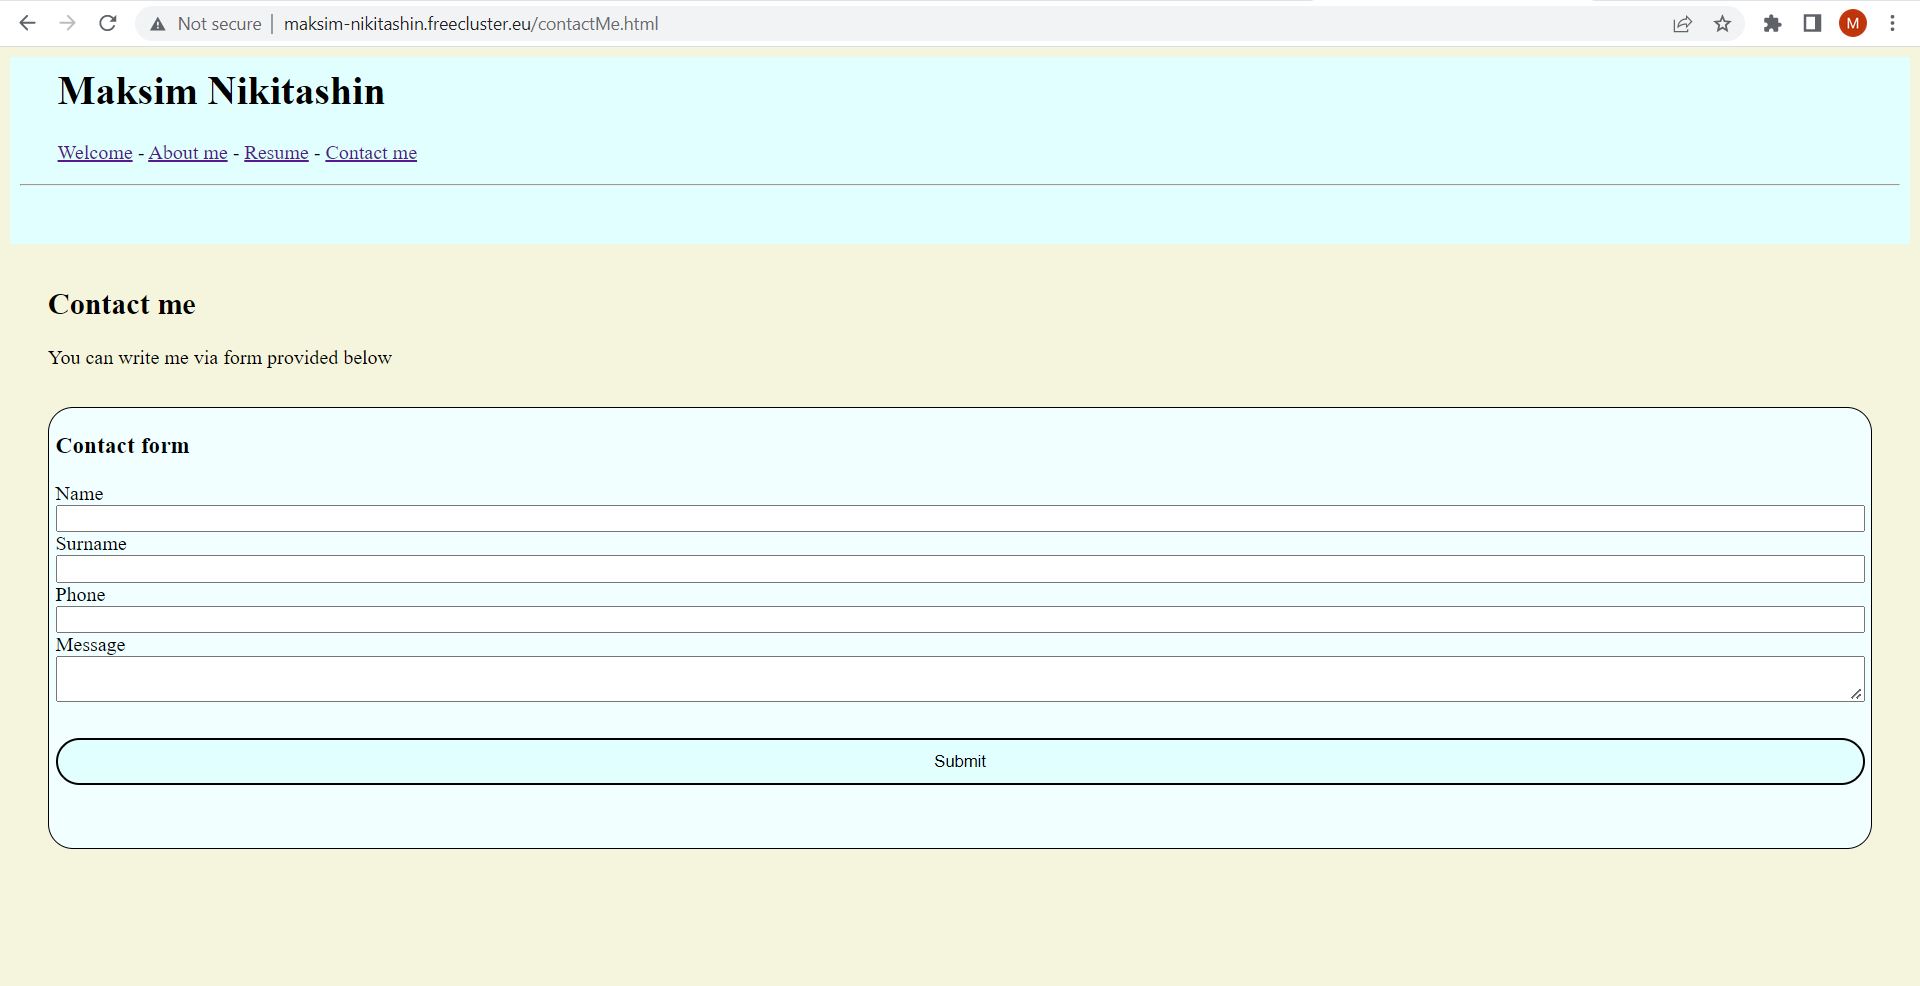 Not secure | maksim-nikitashin.freecluster.eu/contactMe.html M
Maksim Nikitashin
Welcome - About me - Resume - Contact me
Contact me
You can write me via form provided below
Contact form
Name
Surname
Phone
Message
Submit